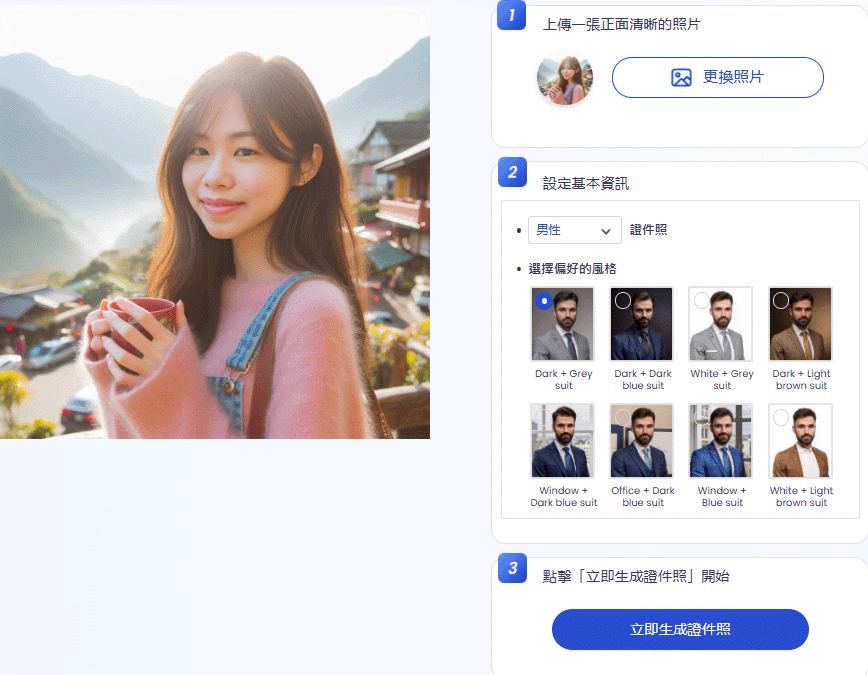 1
上傳一張正面清晰的照片
更換照片
2
設定基本資訊
男性
證件照
選擇偏好的風格
Dark + Grey
suit
Dark + Dark
blue suit
White + Grey
suit
Dark + Light
brown suit
Window +
Dark blue suit
Office + Dark
blue suit
Window +
Blue suit
White + Light
brown suit
3
點擊「立即生成證件照」開始
立即生成證件照